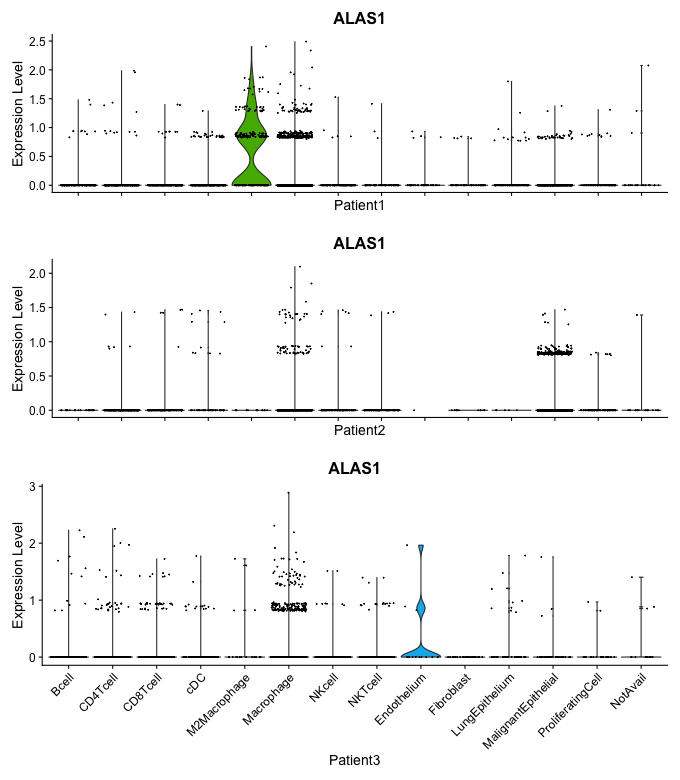 ALAS1
Expression Level
2.5
2.0
1.5
1.0
0.5
0.0
Patient1
ALAS1
Expression Level
2.0
1.5
1.0
0.5
0.0
Patient2
ALAS1
Expression Level
3
2
1
0
Bcell
CD4Tcell
CD8Tcell
cDC
M2Macrophage
Macrophage
NKcell
NKTcell
Endothelium
Fibroblast
LungEpithelium
MalignantEpithelial
ProliferatingCell
NotAvail
Patient3